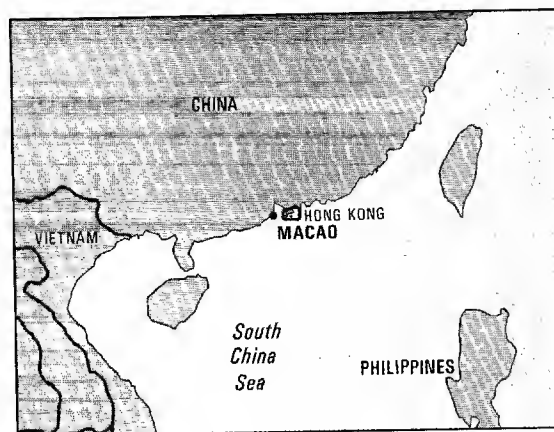 CHINA
HONG KONG
MACAO
VIETNAM
South
China
Sea
PHILIPPINES